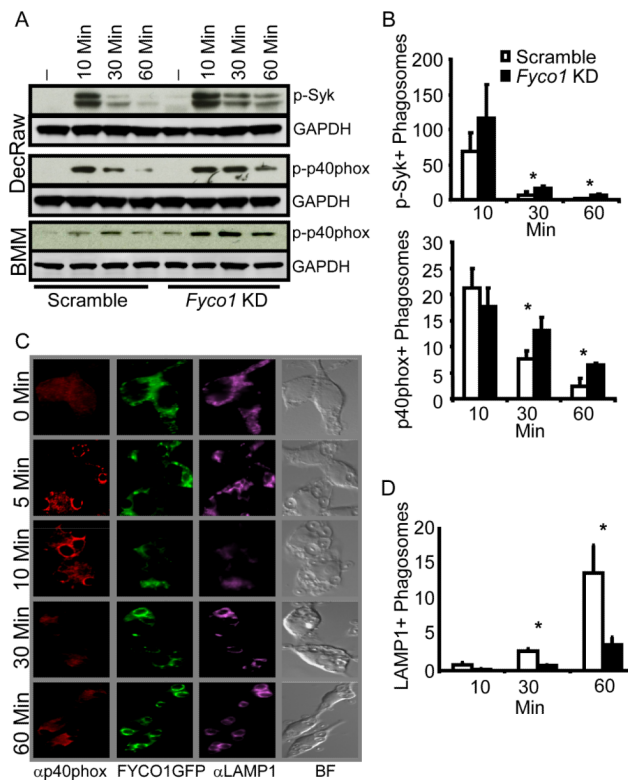 A
– 10 Min 30 Min 60 Min – 10 Min 30 Min 60 Min
DecRaw
p-Syk
GAPDH
p-p40phox
GAPDH
BMM
p-p40phox
GAPDH
Scramble Fyco1 KD
B
Scramble
Fyco1 KD
p-Syk+ Phagosomes
200
150
100
50
0
10 30 60
* *
Min
p40phox+ Phagosomes
30
25
20
15
10
5
0
10 30 60
* *
Min
C
0 Min
5 Min
10 Min
30 Min
60 Min
αp40phox FYCO1GFP αLAMP1 BF
D
LAMP1+ Phagosomes
20
15
10
5
0
10 30 60
* *
Min